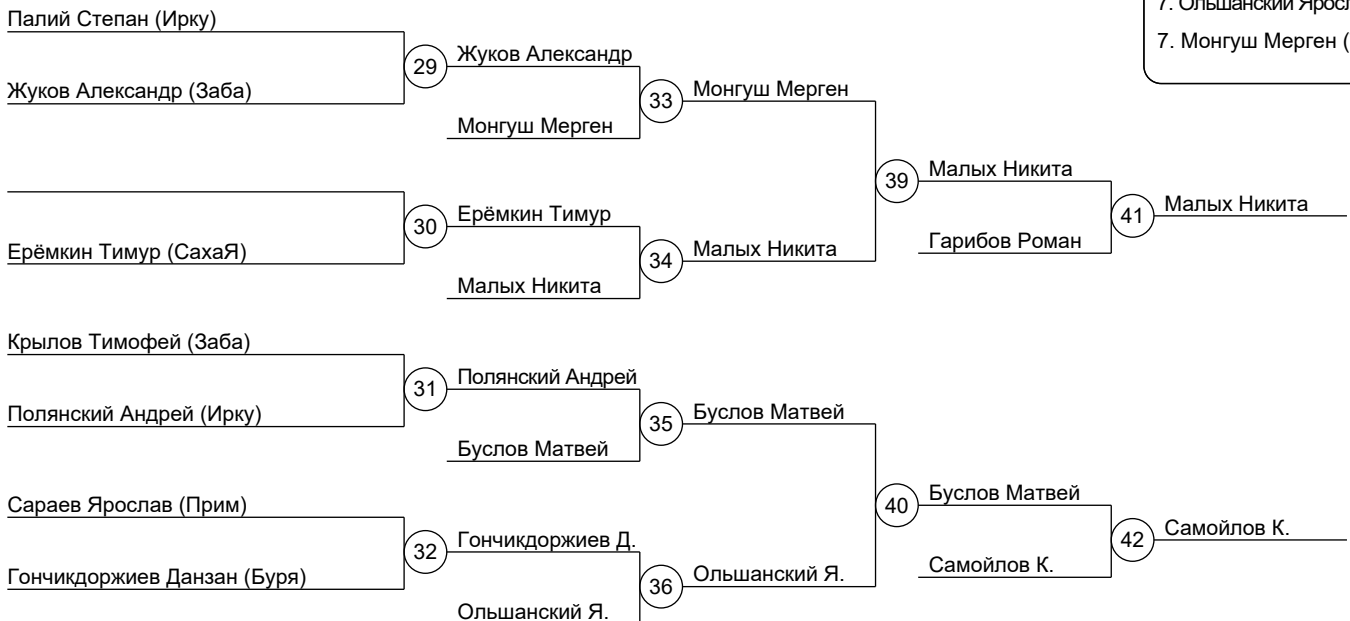 7. Ольшанский Яросл
7. Монгуш Мерген (
Палий Степан (Ирку)
29
Жуков Александр
Жуков Александр (Заба)
33
Монгуш Мерген
Монгуш Мерген
39
Малых Никита
30
Ерёмкин Тимур
Ерёмкин Тимур (СахаЯ)
34
Малых Никита
Малых Никита
Гарибов Роман
41
Малых Никита
Крылов Тимофей (Заба)
31
Полянский Андрей
Полянский Андрей (Ирку)
35
Буслов Матвей
Буслов Матвей
40
Буслов Матвей
Сараев Ярослав (Прим)
32
Гончикдоржиев Д.
Гончикдоржиев Данзан (Буря)
36
Ольшанский Я.
Ольшанский Я.
Самойлов К.
42
Самойлов К.